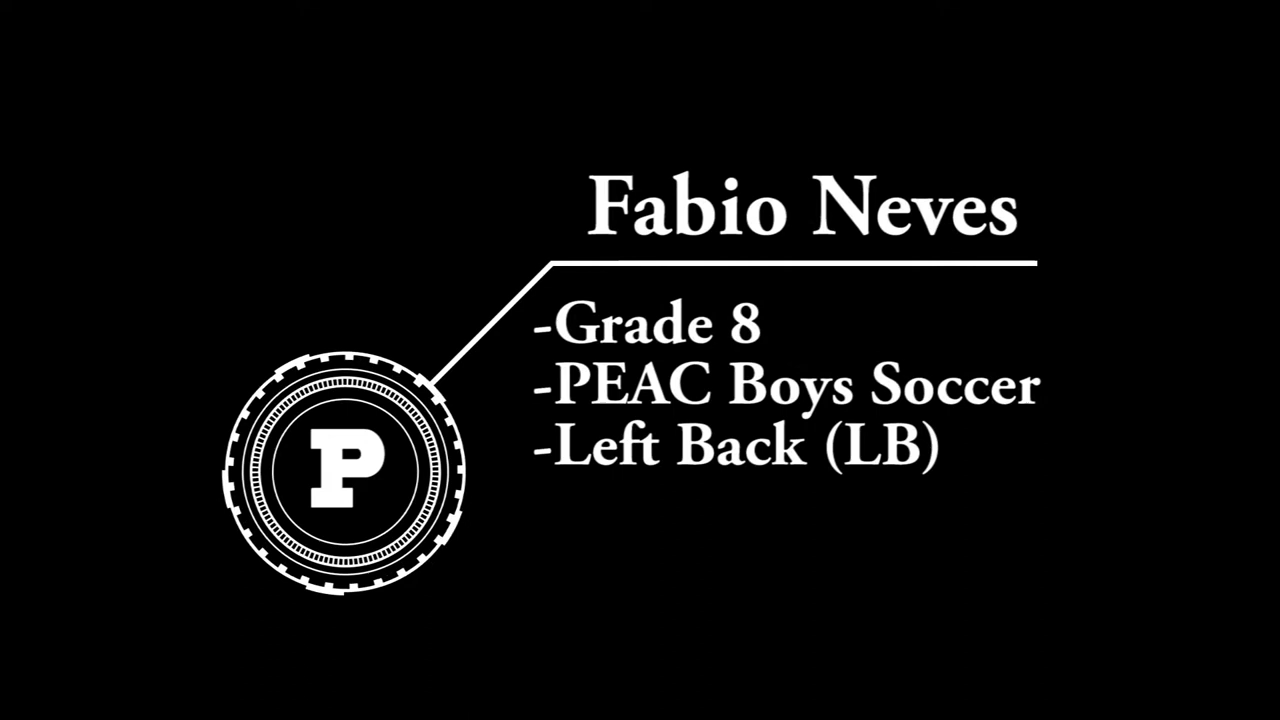 Fabio Neves
-Grade 8
-PEAC Boys Soccer
-Left Back (LB)
P